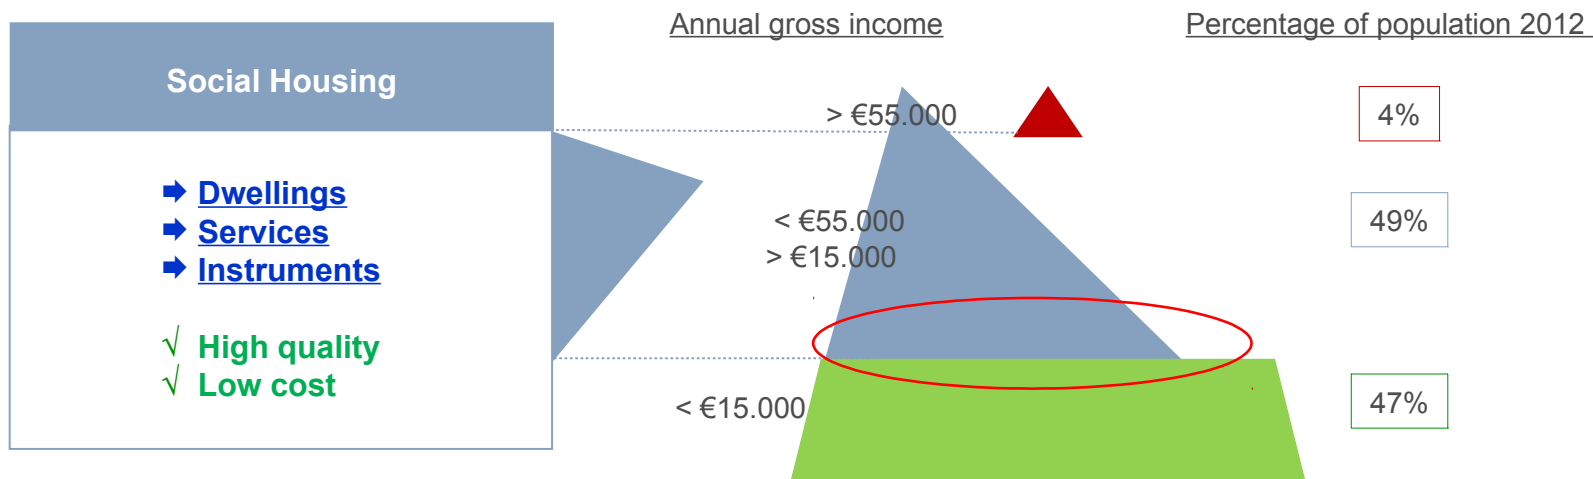 Annual gross income
Percentage of population 2012
Social Housing
> €55.000
4%
➡ Dwellings
➡ Services
➡ Instruments
< €55.000
> €15.000
49%
√ High quality
√ Low cost
< €15.000
47%